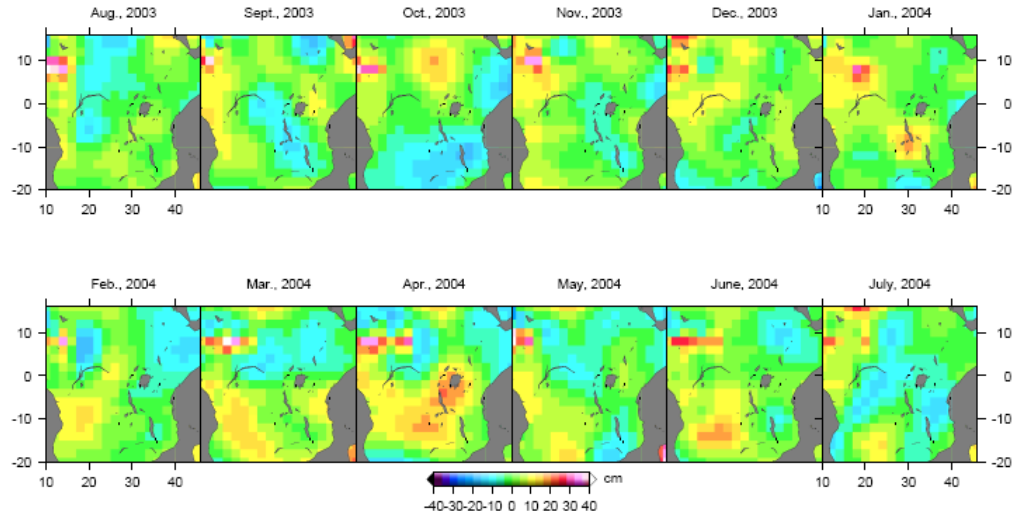 Aug., 2003 Sept., 2003 Oct., 2003 Nov., 2003 Dec., 2003 Jan., 2004
10 10
0 0
-10 -10
-20 -20
10 20 30 40 10 20 30 40
Feb., 2004 Mar., 2004 Apr., 2004 May, 2004 June, 2004 July, 2004
10 10
0 0
-10 -10
-20 -20
10 20 30 40 10 20 30 40
cm
-40-30-20-10 0 10 20 30 40